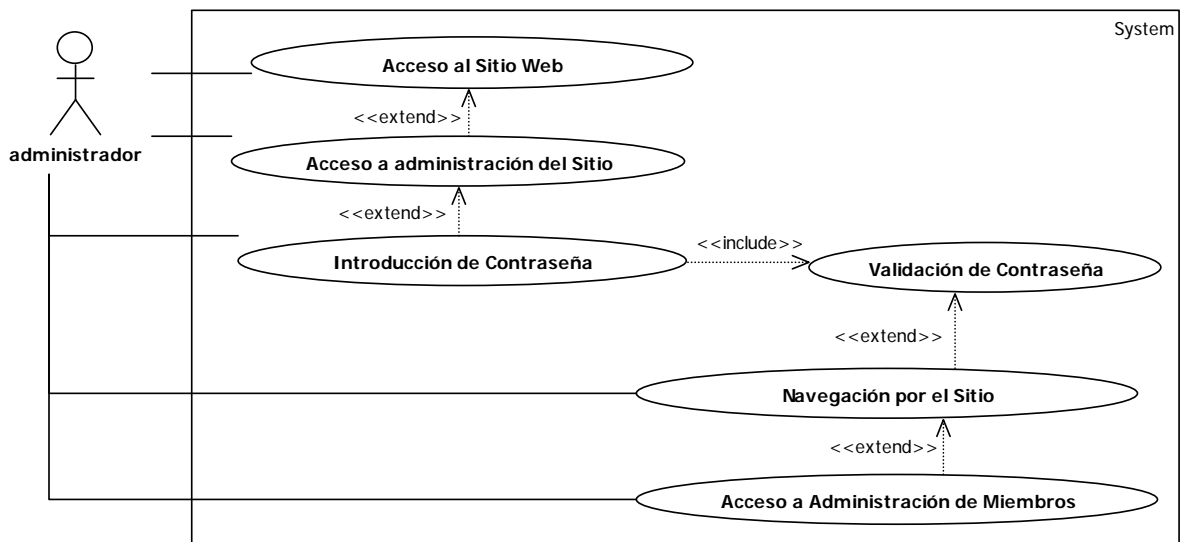 System
Acceso al Sitio Web
<<extend>>
administrador
Acceso a administración del Sitio
<<extend>>
<<include>>
Introducción de Contraseña
Validación de Contraseña
<<extend>>
Navegación por el Sitio
<<extend>>
Acceso a Administración de Miembros